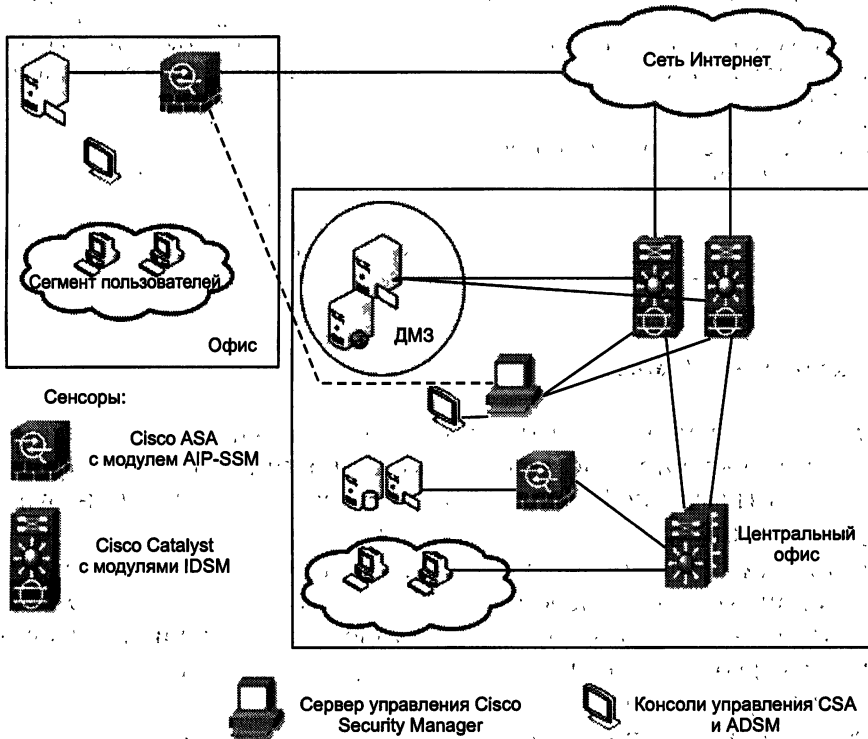 Сеть Интернет
Сегмент пользователей
Офис
ДМЗ
Сенсоры:
Cisco ASA
с модулем AIP-SSM
Cisco Catalyst
с модулями IDSM
Центральный
офис
Сервер управления Cisco
Security Manager
Консоли управления CSA
и ADSM